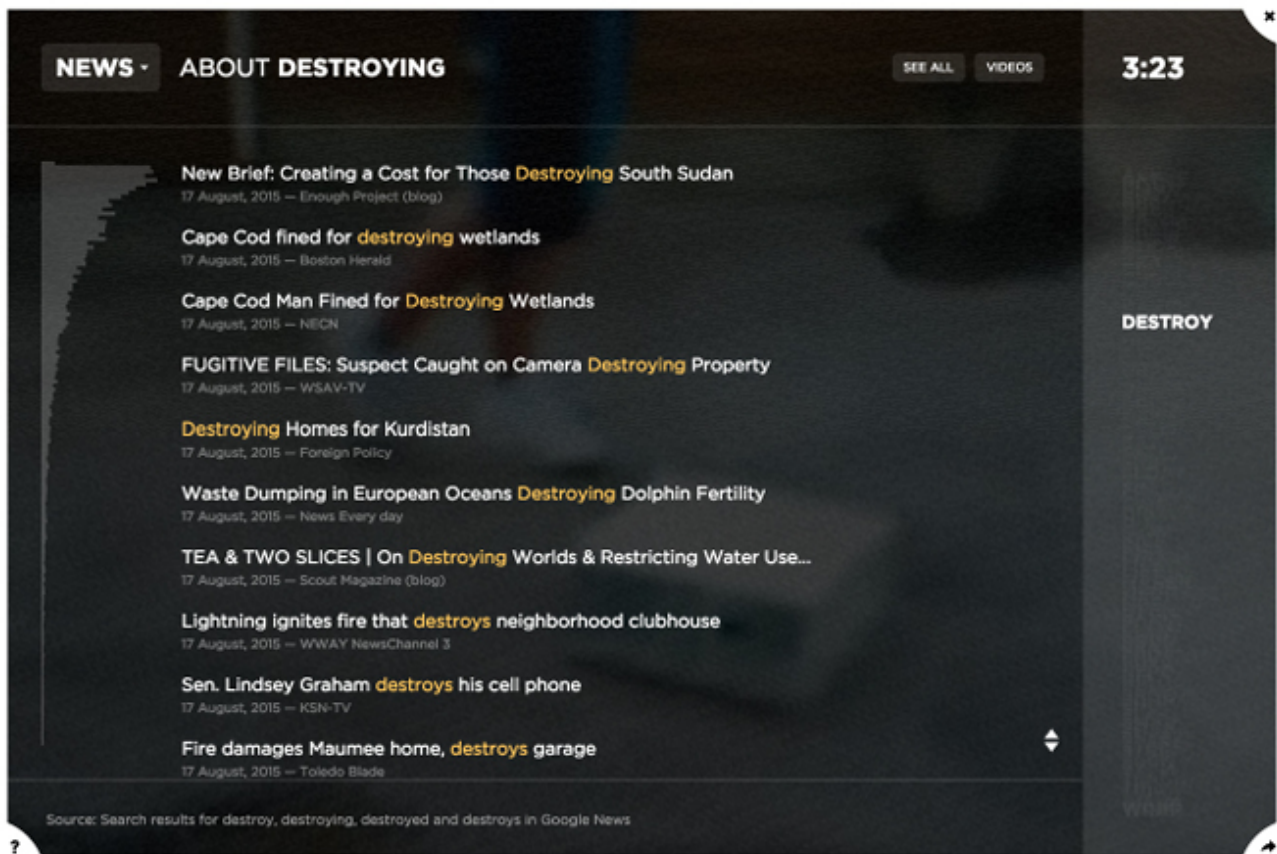 NEWS ABOUT DESTROYING SEE ALL VIDEOS 3:23
New Brief: Creating a Cost for Those Destroying South Sudan
17 August, 2015 — Enough Project (blog)
Cape Cod fined for destroying wetlands
17 August, 2015 — Boston Herald
Cape Cod Man Fined for Destroying Wetlands
17 August, 2015 — NECN
FUGITIVE FILES: Suspect Caught on Camera Destroying Property
17 August, 2015 — WSAV-TV
Destroying Homes for Kurdistan
17 August, 2015 — Foreign Policy
Waste Dumping in European Oceans Destroying Dolphin Fertility
17 August, 2015 — News Every day
TEA & TWO SLICES | On Destroying Worlds & Restricting Water Use...
17 August, 2015 — Scout Magazine (blog)
Lightning ignites fire that destroys neighborhood clubhouse
17 August, 2015 — WWAY NewsChannel 3
Sen. Lindsey Graham destroys his cell phone
17 August, 2015 — KSN-TV
Fire damages Maumee home, destroys garage
17 August, 2015 — Toledo Blade
DESTROY
Source: Search results for destroy, destroying, destroyed and destroys in Google News
?